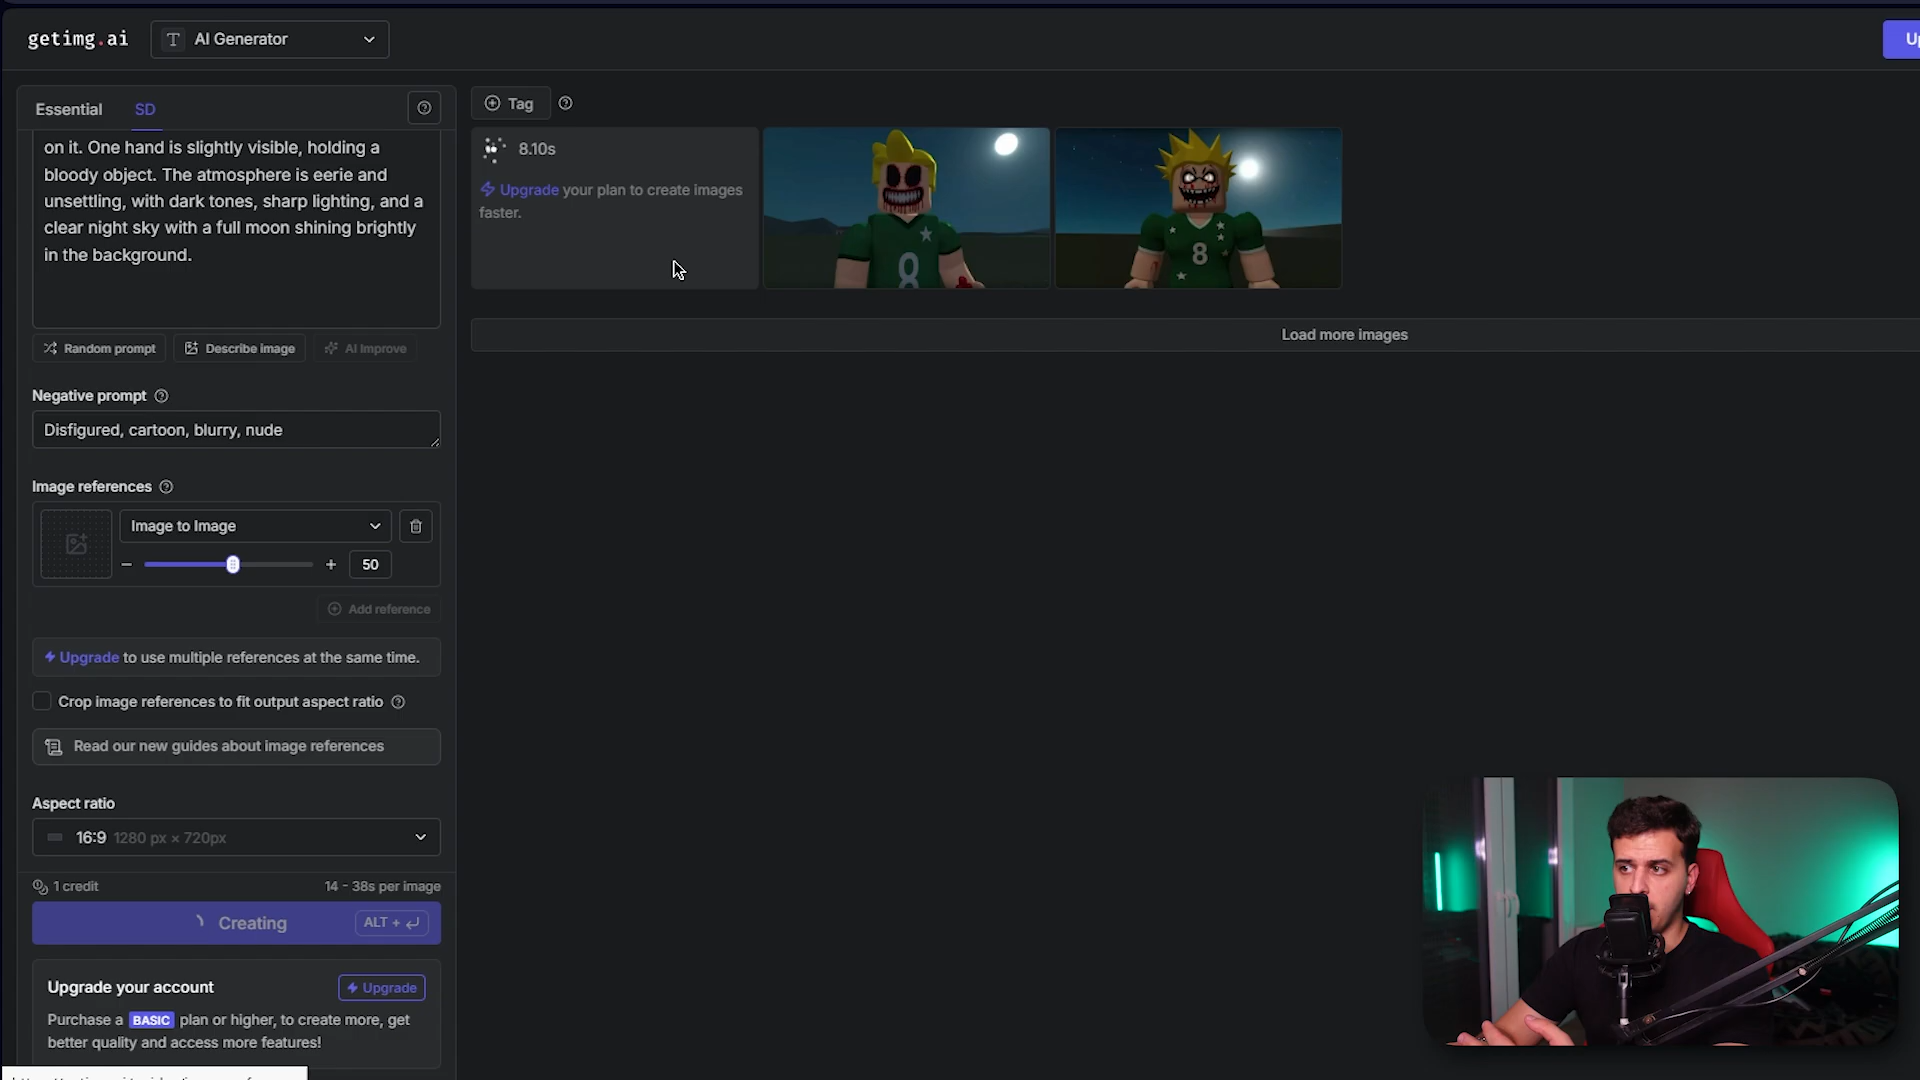 getimg.ai
AI Generator
Essential
SD
on it. One hand is slightly visible, holding a
bloody object. The atmosphere is eerie and
unsettling, with dark tones, sharp lighting, and a
clear night sky with a full moon shining brightly
in the background.
Random prompt
Describe image
AI Improve
Negative prompt
Disfigured, cartoon, blurry, nude
Image references
Image to Image
50
Add reference
Upgrade to use multiple references at the same time.
Crop image references to fit output aspect ratio
Read our new guides about image references
Aspect ratio
16:9 1280 px × 720px
1 credit
14 - 38s per image
Creating
ALT +
Upgrade your account
Upgrade
Purchase a BASIC plan or higher, to create more, get
better quality and access more features!
Tag
8.10s
Upgrade your plan to create images
faster.
8
8
Load more images